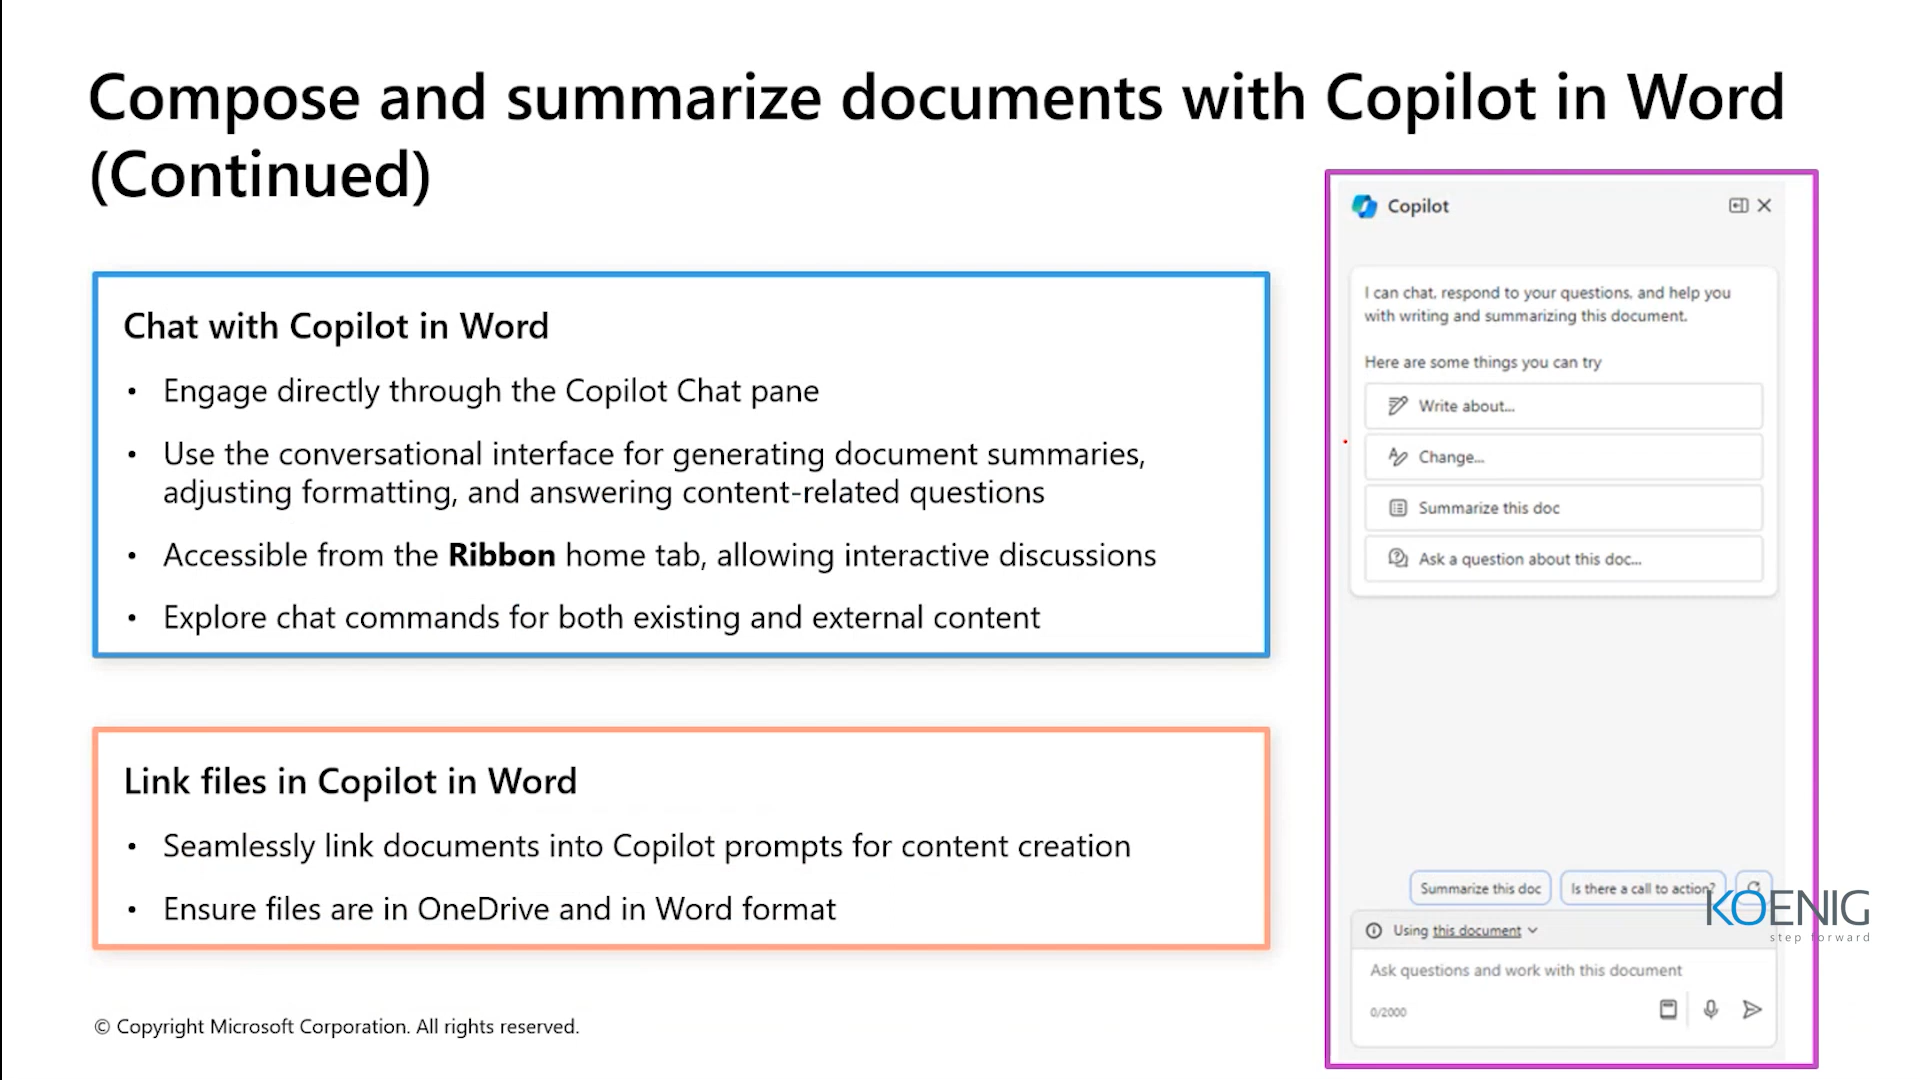 Compose and summarize documents with Copilot in Word
(Continued)
Chat with Copilot in Word
• Engage directly through the Copilot Chat pane
• Use the conversational interface for generating document summaries,
adjusting formatting, and answering content-related questions
• Accessible from the Ribbon home tab, allowing interactive discussions
• Explore chat commands for both existing and external content
Link files in Copilot in Word
• Seamlessly link documents into Copilot prompts for content creation
• Ensure files are in OneDrive and in Word format
© Copyright Microsoft Corporation. All rights reserved.
Copilot
I can chat, respond to your questions, and help you
with writing and summarizing this document.
Here are some things you can try
Write about...
Change...
Summarize this doc
Ask a question about this doc...
Summarize this doc
Is there a call to action?
Using this document
Ask questions and work with this document
0/2000
KOENIG
step forward